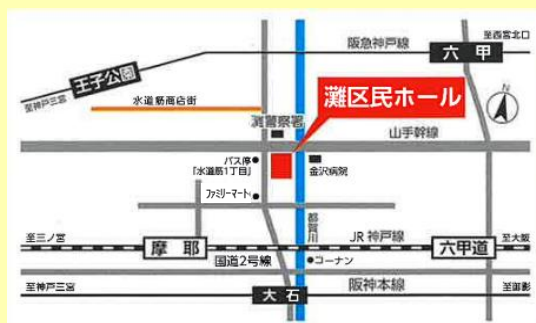 至西宮北口
阪急神戸線
六甲
王子公園
至神戸三宮
水道筋商店街
灘区民ホール
N
灘警察署
山手幹線
バス停
「水道筋1丁目」
金沢病院
ファミリーマート
都賀川
至三ノ宮
JR神戸線
至大阪
摩耶
六甲道
国道2号線
コーナン
至神戸三宮
阪神本線
至御影
大石